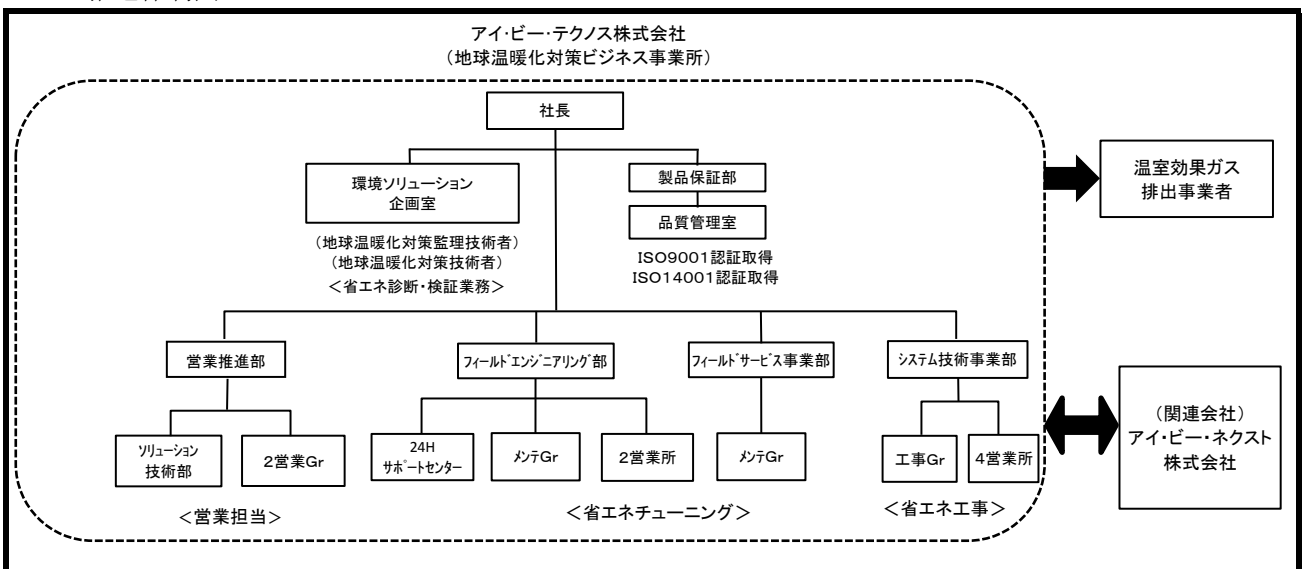 アイ・ビー・テクノス株式会社
（地球温暖化対策ビジネス事業所）
社長
環境ソリューション
企画室
製品保証部
品質管理室
（地球温暖化対策監理技術者）
（地球温暖化対策技術者）
＜省エネ診断・検証業務＞
ISO9001認証取得
ISO14001認証取得
温室効果ガス
排出事業者
営業推進部
ﾌｨｰﾙﾄﾞｴﾝｼﾞﾆｱﾘﾝｸﾞ部
ﾌｨｰﾙﾄﾞｻｰﾋﾞｽ事業部
ｼｽﾃﾑ技術事業部
ｿﾘｭｰｼｮﾝ
技術部
2営業Gr
24H
ｻﾎﾟｰﾄｾﾝﾀｰ
ﾒﾝﾃGr
2営業所
ﾒﾝﾃGr
工事Gr
4営業所
＜営業担当＞
＜省エネチューニング＞
＜省エネ工事＞
（関連会社）
アイ・ビー・ネクスト
株式会社